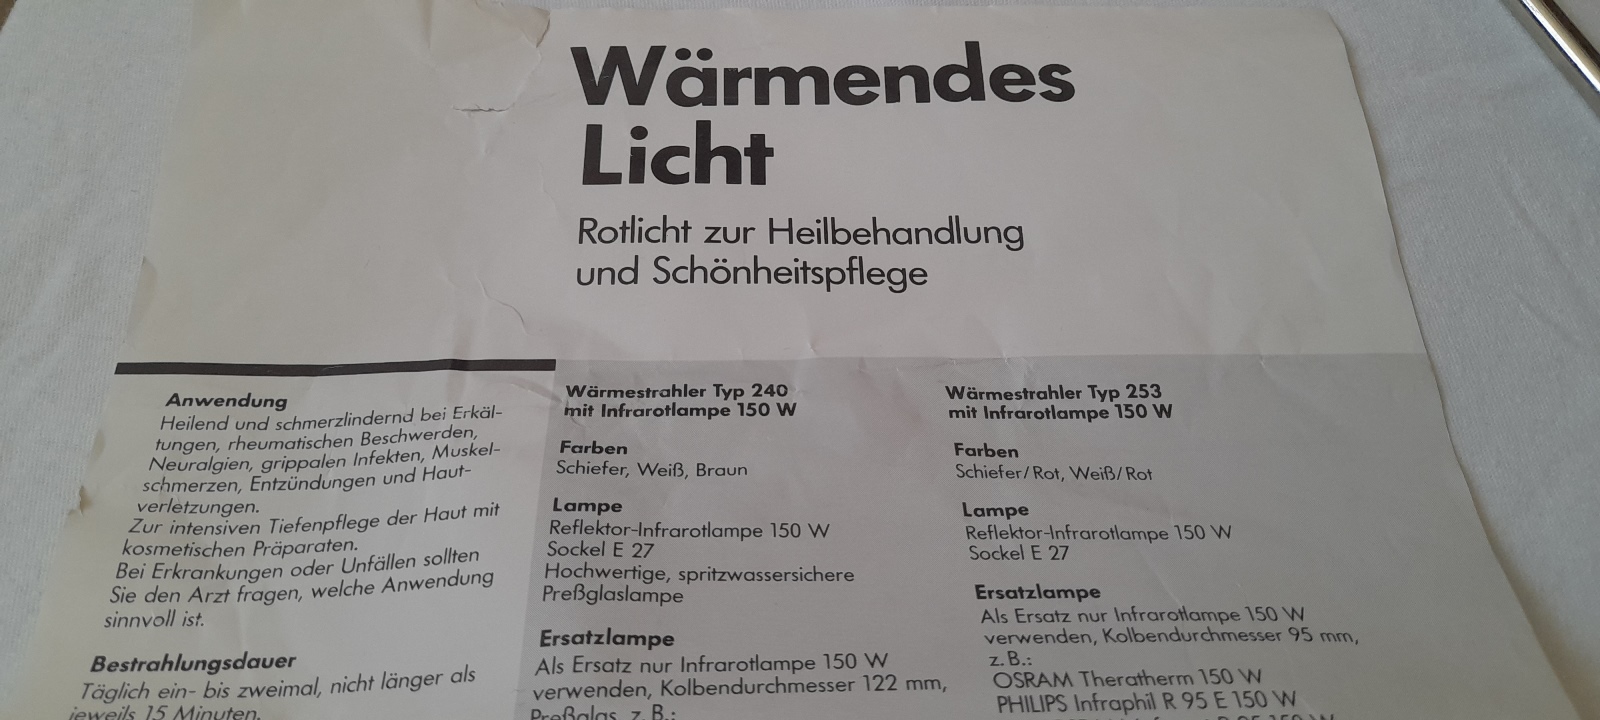 Wärmendes
Licht
Rotlicht zur Heilbehandlung
und Schönheitspflege
Anwendung
Heilend und schmerzlindernd bei Erkäl-
tungen, rheumatischen Beschwerden,
Neuralgien, grippalen Infekten, Muskel-
schmerzen, Entzündungen und Haut-
verletzungen.
Zur intensiven Tiefenpflege der Haut mit
kosmetischen Präparaten.
Bei Erkrankungen oder Unfällen sollten
Sie den Arzt fragen, welche Anwendung
sinnvoll ist.
Bestrahlungsdauer
Täglich ein- bis zweimal, nicht länger als
jeweils 15 Minuten.
Wärmestrahler Typ 240
mit Infrarotlampe 150 W
Farben
Schiefer, Weiß, Braun
Lampe
Reflektor-Infrarotlampe 150 W
Sockel E 27
Hochwertige, spritzwassersichere
Preßglaslampe
Ersatzlampe
Als Ersatz nur Infrarotlampe 150 W
verwenden, Kolbendurchmesser 122 mm,
Preßglas, z. B.:
Wärmestrahler Typ 253
mit Infrarotlampe 150 W
Farben
Schiefer/Rot, Weiß/Rot
Lampe
Reflektor-Infrarotlampe 150 W
Sockel E 27
Ersatzlampe
Als Ersatz nur Infrarotlampe 150 W
verwenden, Kolbendurchmesser 95 mm,
z. B.:
OSRAM Theratherm 150 W
PHILIPS Infraphil R 95 E 150 W